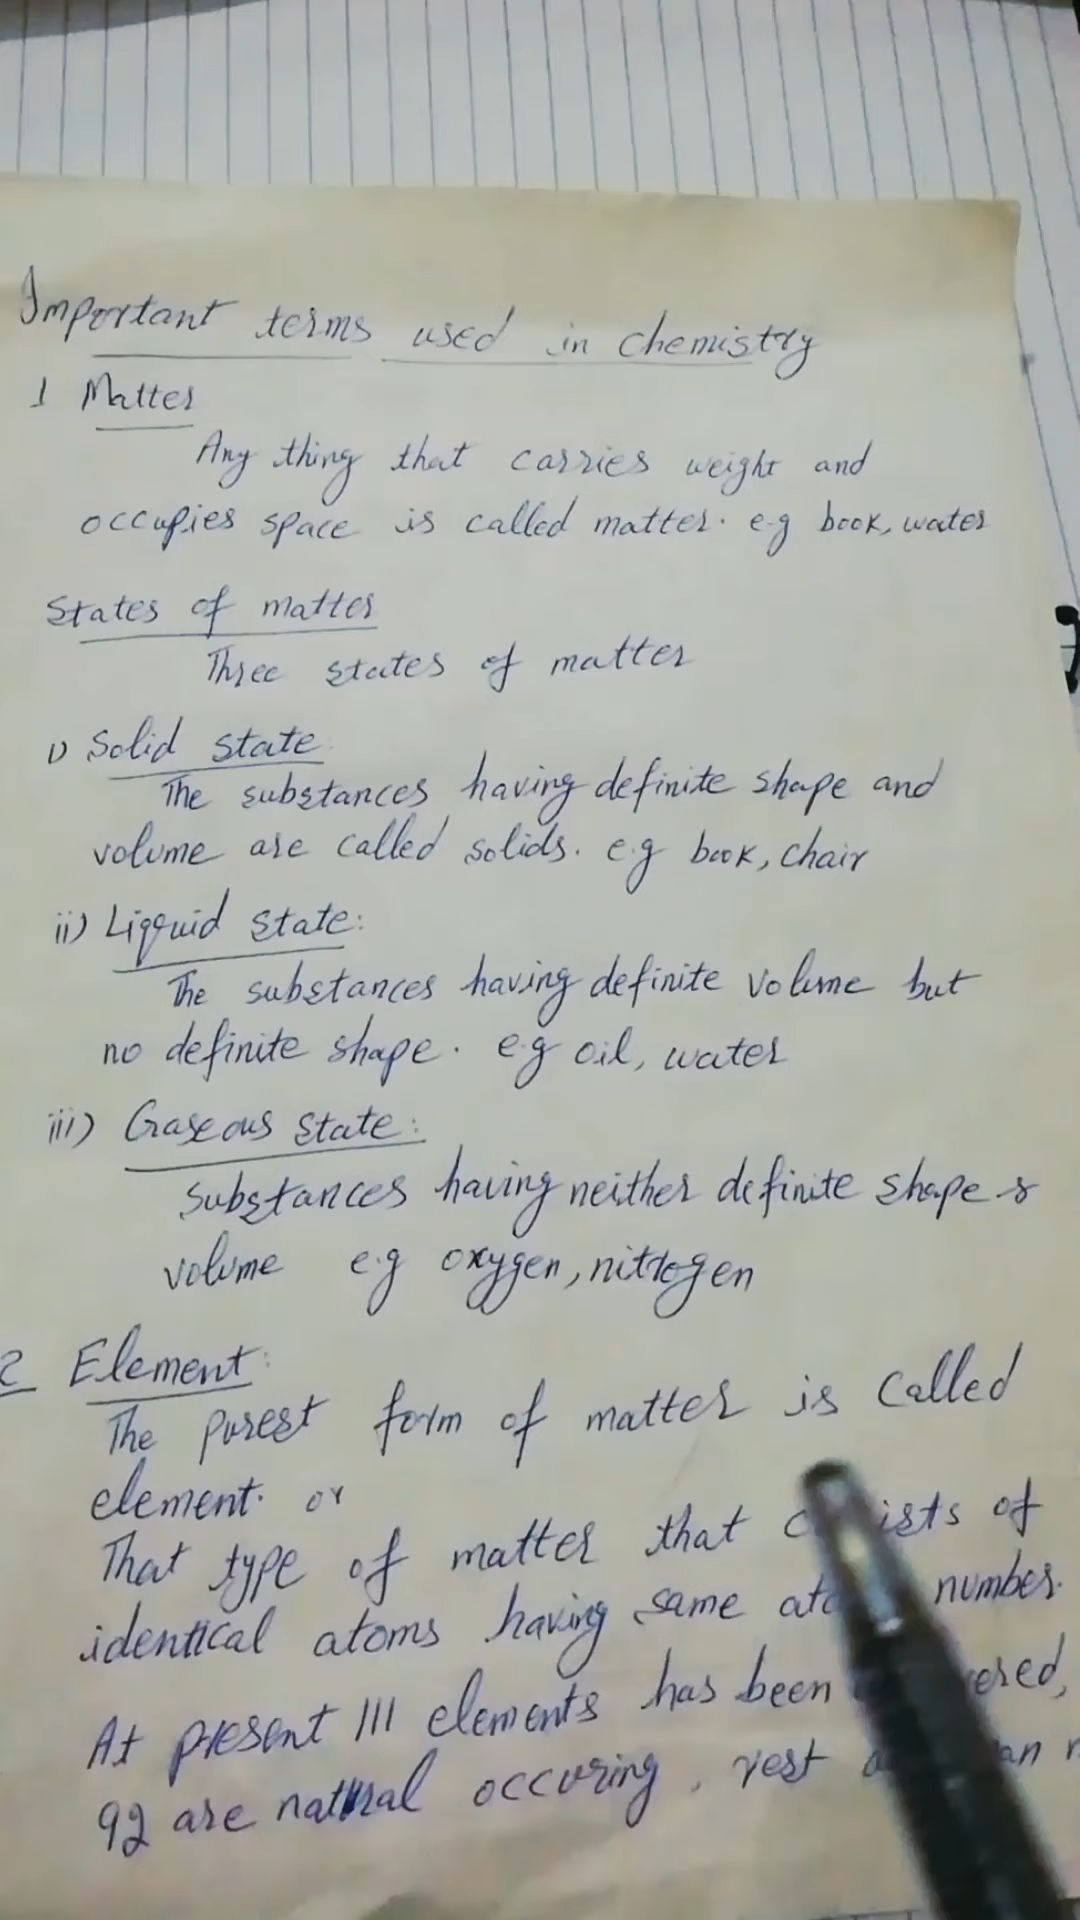 Important terms used in chemistry
1 Matter
Any thing that carries weight and
occupies space is called matter. e.g book, water
States of matter
Three states of matter
i) Solid state
The substances having definite shape and
volume are called solids. e.g book, chair
ii) Liquid state:
The substances having definite volume but
no definite shape. e.g oil, water
iii) Gaseous state:
substances having neither definite shape &
volume e.g oxygen, nitrogen
2 Element:
The purest form of matter is called
element. or
That type of matter that of
identical atoms having same number.
At present 111 elements has been
92 are natural occuring, rest